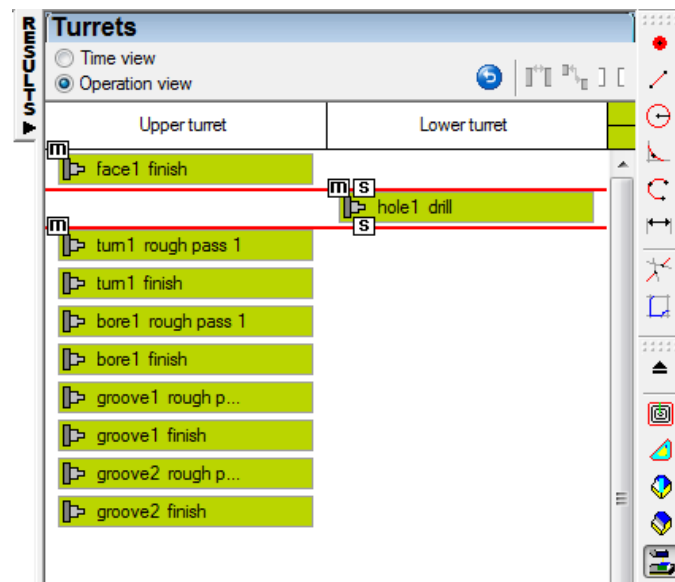 RESULTS
Turrets
Time view
Operation view
Upper turret
Lower turret
m
face1 finish
m s
hole1 drill
m
s
turn1 rough pass 1
turn1 finish
bore1 rough pass 1
bore1 finish
groove1 rough p...
groove1 finish
groove2 rough p...
groove2 finish